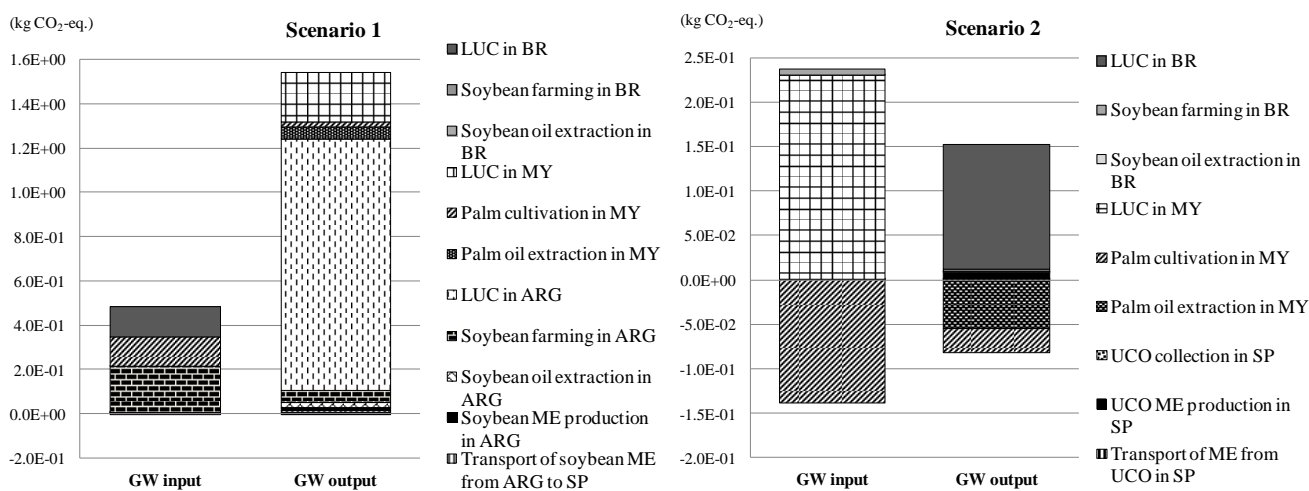 (kg CO2-eq.)
Scenario 1
1.6E+00
1.4E+00
1.2E+00
1.0E+00
8.0E-01
6.0E-01
4.0E-01
2.0E-01
0.0E+00
-2.0E-01
GW input
GW output
LUC in BR
Soybean farming in BR
Soybean oil extraction in
BR
LUC in MY
Palm cultivation in MY
Palm oil extraction in MY
LUC in ARG
Soybean farming in ARG
Soybean oil extraction in
ARG
Soybean ME production
in ARG
Transport of soybean ME
from ARG to SP
(kg CO2-eq.)
Scenario 2
2.5E-01
2.0E-01
1.5E-01
1.0E-01
5.0E-02
0.0E+00
-5.0E-02
-1.0E-01
-1.5E-01
-2.0E-01
GW input
GW output
LUC in BR
Soybean farming in BR
Soybean oil extraction in
BR
LUC in MY
Palm cultivation in MY
Palm oil extraction in MY
UCO collection in SP
UCO ME production in
SP
Transport of ME from
UCO in SP